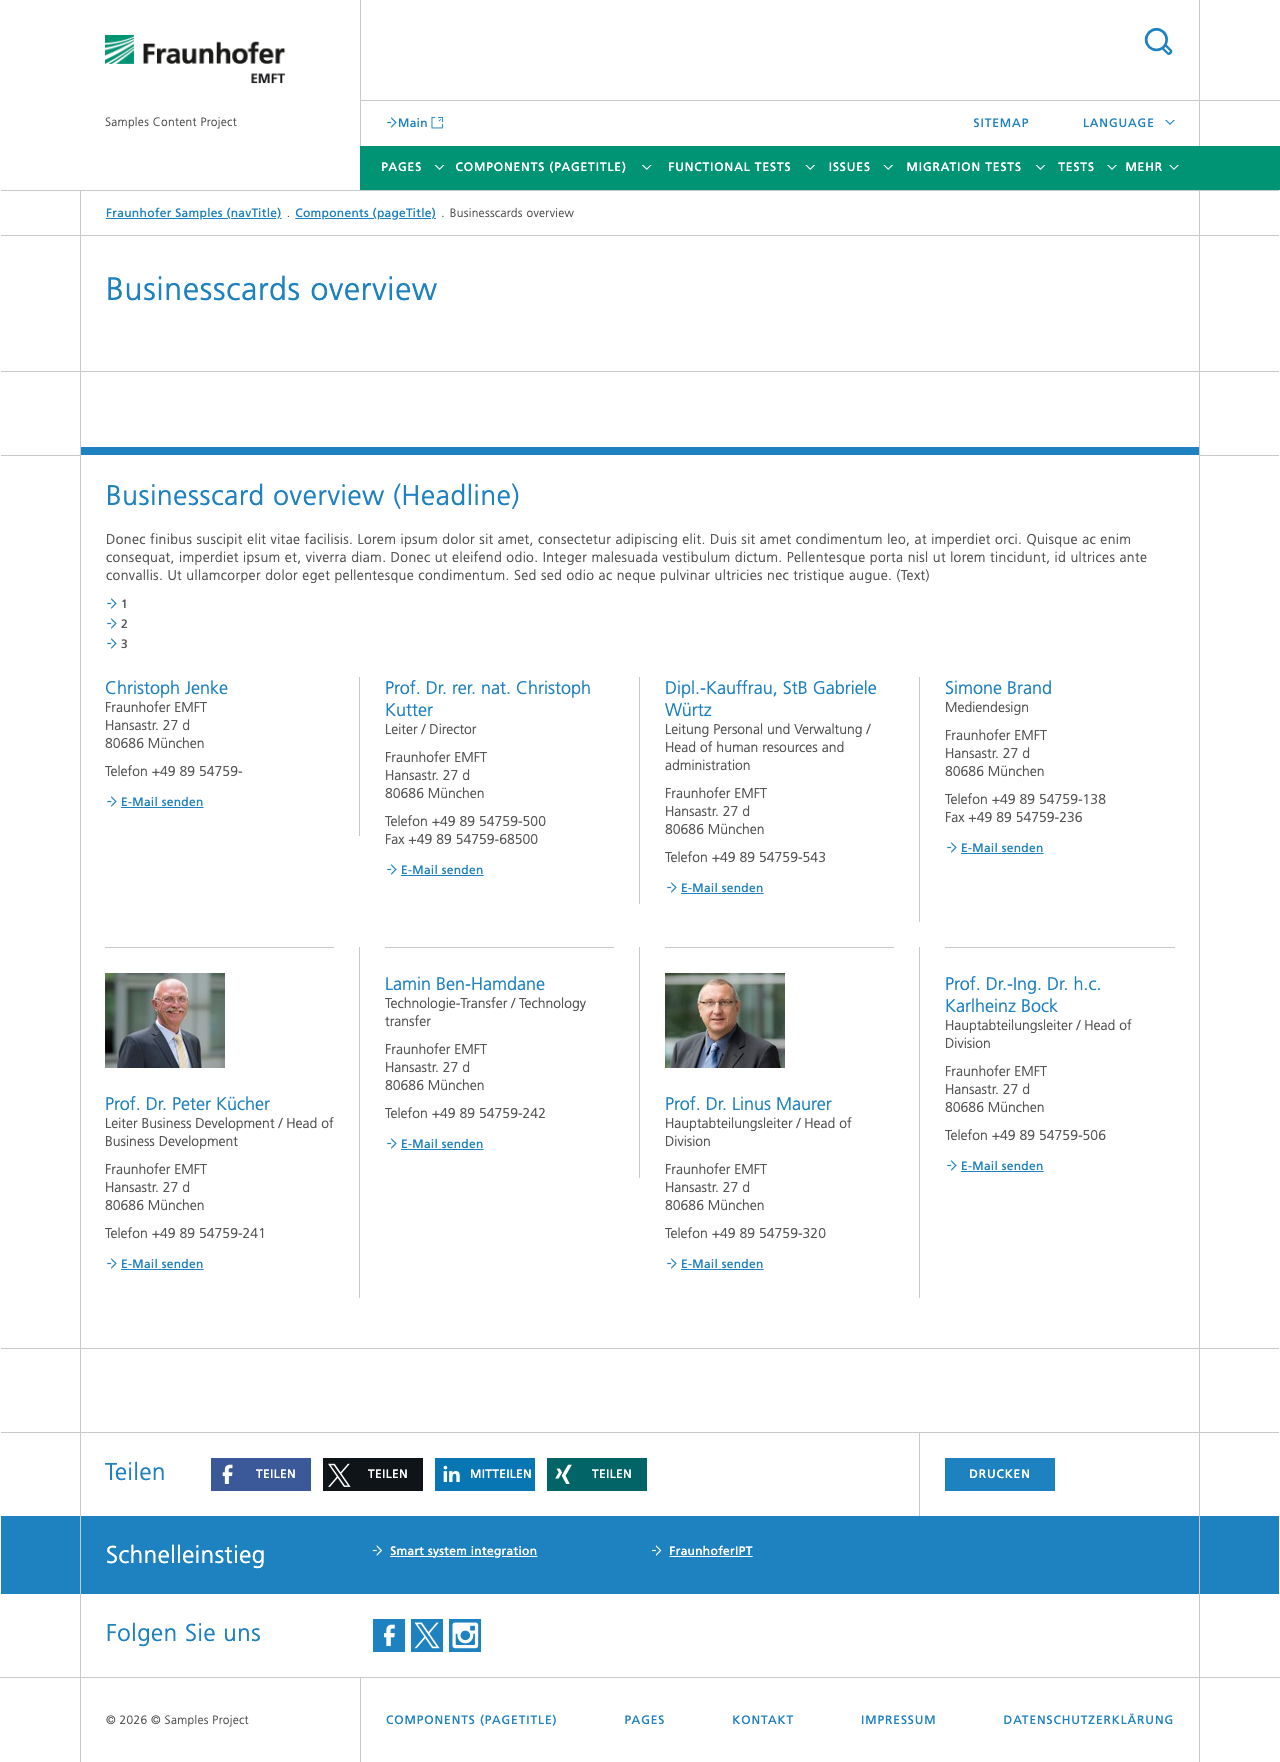 Fraunhofer
EMFT
Samples Content Project
Main
SITEMAP
LANGUAGE
PAGES
COMPONENTS (PAGETITLE)
FUNCTIONAL TESTS
ISSUES
MIGRATION TESTS
TESTS
MEHR
Fraunhofer Samples (navTitle) . Components (pageTitle) . Businesscards overview
Businesscards overview
Businesscard overview (Headline)
Donec finibus suscipit elit vitae facilisis. Lorem ipsum dolor sit amet, consectetur adipiscing elit. Duis sit amet condimentum leo, at imperdiet orci. Quisque ac enim
consequat, imperdiet ipsum et, viverra diam. Donec ut eleifend odio. Integer malesuada vestibulum dictum. Pellentesque porta nisl ut lorem tincidunt, id ultrices ante
convallis. Ut ullamcorper dolor eget pellentesque condimentum. Sed sed odio ac neque pulvinar ultricies nec tristique augue. (Text)
1
2
3
Christoph Jenke
Fraunhofer EMFT
Hansastr. 27 d
80686 München
Telefon +49 89 54759-
E-Mail senden
Prof. Dr. rer. nat. Christoph
Kutter
Leiter / Director
Fraunhofer EMFT
Hansastr. 27 d
80686 München
Telefon +49 89 54759-500
Fax +49 89 54759-68500
E-Mail senden
Dipl.-Kauffrau, StB Gabriele
Würtz
Leitung Personal und Verwaltung /
Head of human resources and
administration
Fraunhofer EMFT
Hansastr. 27 d
80686 München
Telefon +49 89 54759-543
E-Mail senden
Simone Brand
Mediendesign
Fraunhofer EMFT
Hansastr. 27 d
80686 München
Telefon +49 89 54759-138
Fax +49 89 54759-236
E-Mail senden
Prof. Dr. Peter Kücher
Leiter Business Development / Head of
Business Development
Fraunhofer EMFT
Hansastr. 27 d
80686 München
Telefon +49 89 54759-241
E-Mail senden
Lamin Ben-Hamdane
Technologie-Transfer / Technology
transfer
Fraunhofer EMFT
Hansastr. 27 d
80686 München
Telefon +49 89 54759-242
E-Mail senden
Prof. Dr. Linus Maurer
Hauptabteilungsleiter / Head of
Division
Fraunhofer EMFT
Hansastr. 27 d
80686 München
Telefon +49 89 54759-320
E-Mail senden
Prof. Dr.-Ing. Dr. h.c.
Karlheinz Bock
Hauptabteilungsleiter / Head of
Division
Fraunhofer EMFT
Hansastr. 27 d
80686 München
Telefon +49 89 54759-506
E-Mail senden
Teilen
TEILEN
TEILEN
MITTEILEN
TEILEN
DRUCKEN
Schnelleinstieg
Smart system integration
FraunhoferIPT
Folgen Sie uns
© 2026 © Samples Project
COMPONENTS (PAGETITLE)
PAGES
KONTAKT
IMPRESSUM
DATENSCHUTZERKLÄRUNG